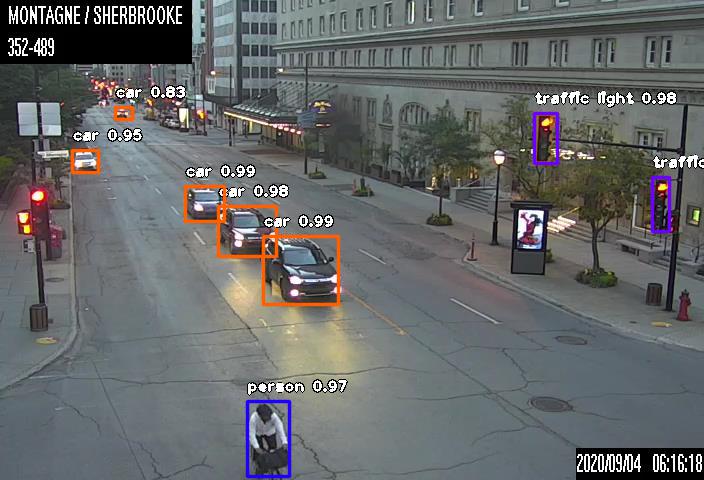 MONTAGNE / SHERBROOKE
352-489
car 0.83
traffic light 0.98
car 0.95
traffic
car 0.99
car 0.98
car 0.99
person 0.97
2020/09/04 06:16:18